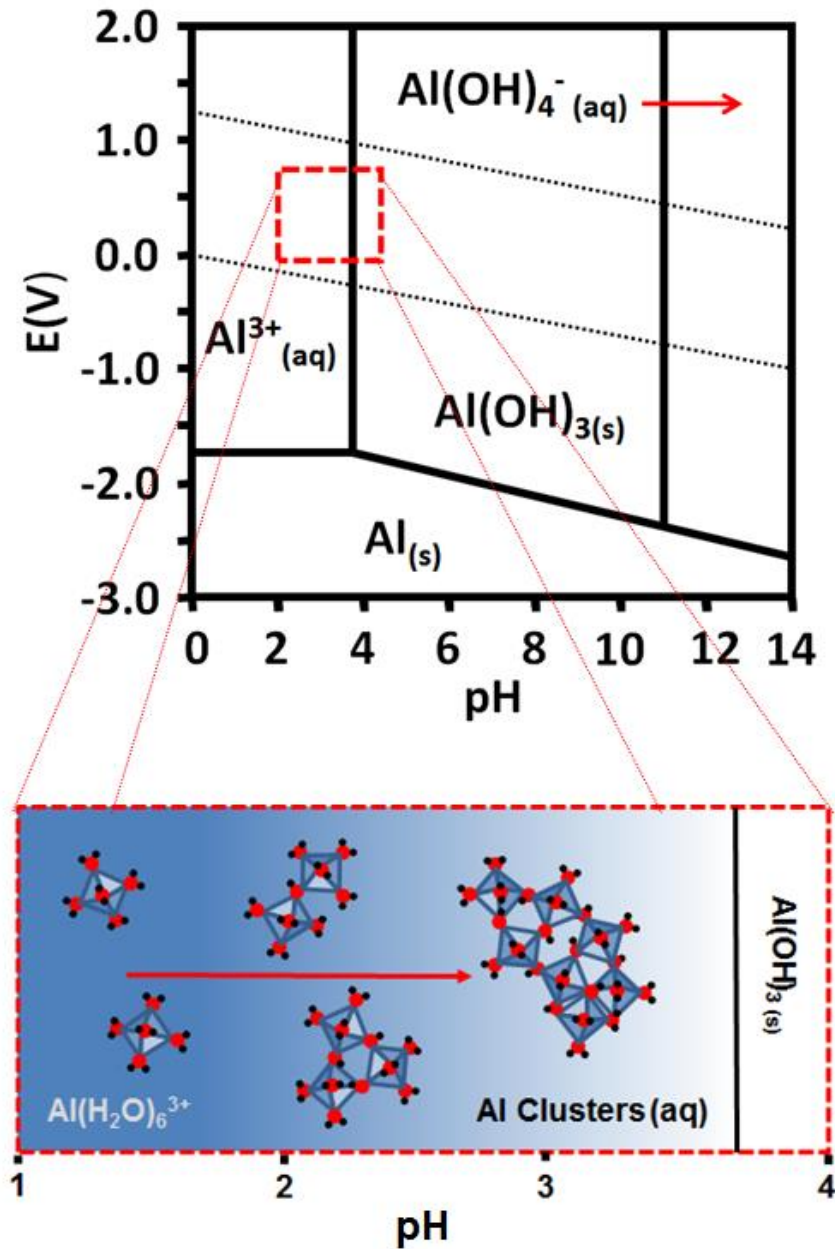 2.0
1.0
0.0
-1.0
-2.0
-3.0
E(V)
Al(OH)₄⁻ (aq)
Al³⁺ (aq)
Al(OH)₃(s)
Al(s)
0 2 4 6 8 10 12 14
pH
Al(H₂O)₆³⁺
Al Clusters (aq)
Al(OH)₃ (s)
1 2 3 4
pH